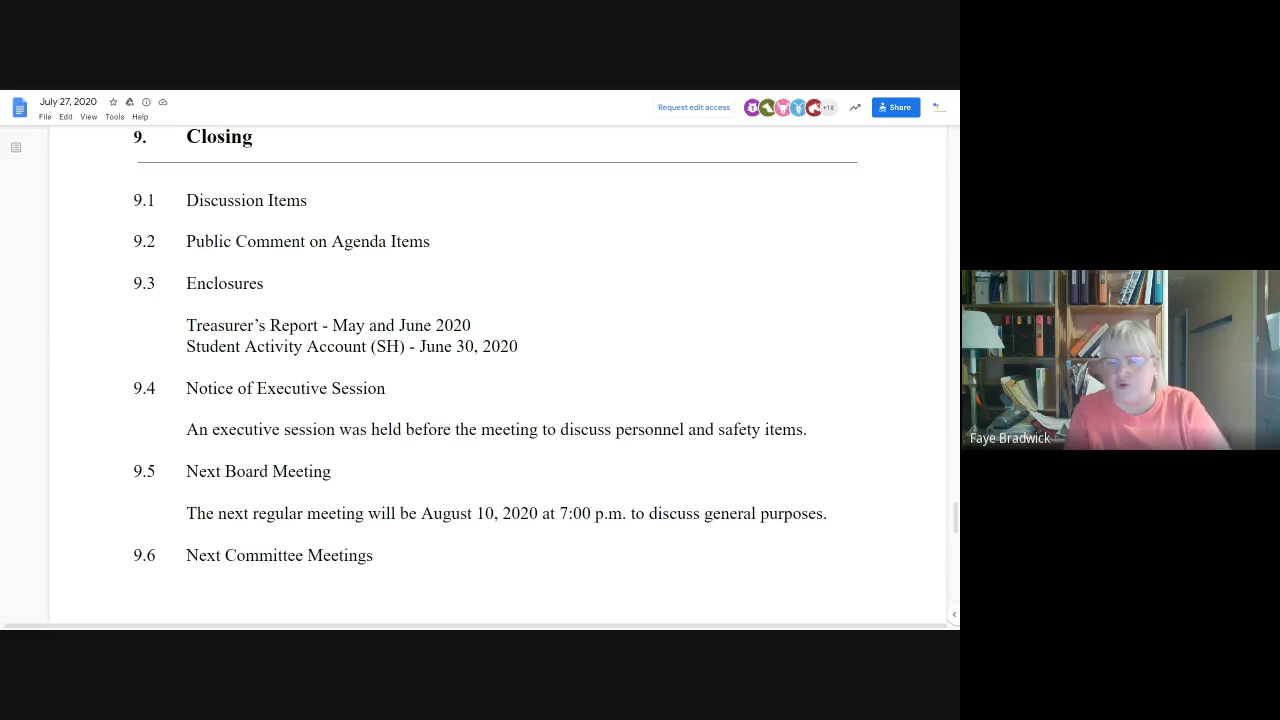 July 27, 2020
File Edit View Tools Help
Request edit access
+18
Share
9. Closing
9.1 Discussion Items
9.2 Public Comment on Agenda Items
9.3 Enclosures
Treasurer’s Report - May and June 2020
Student Activity Account (SH) - June 30, 2020
9.4 Notice of Executive Session
An executive session was held before the meeting to discuss personnel and safety items.
9.5 Next Board Meeting
The next regular meeting will be August 10, 2020 at 7:00 p.m. to discuss general purposes.
9.6 Next Committee Meetings
Faye Bradwick